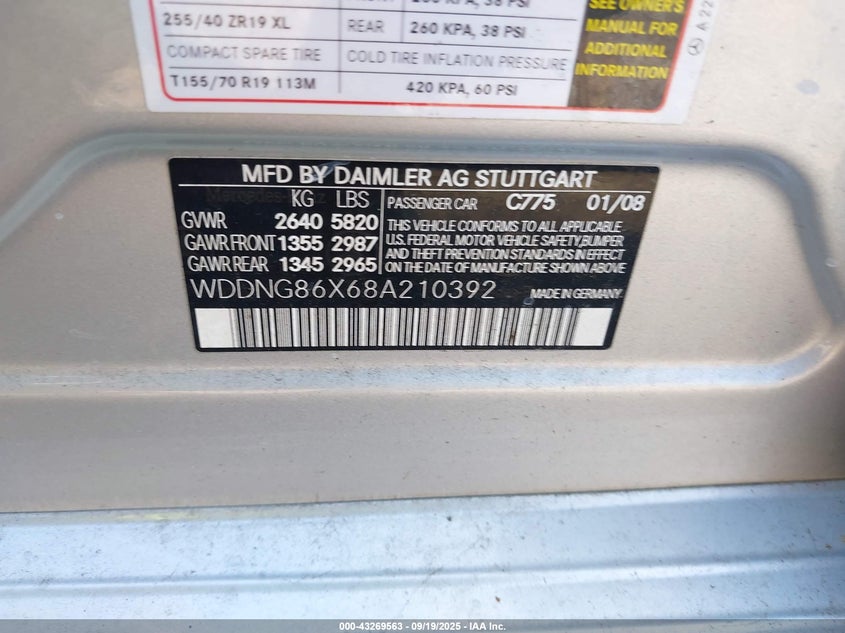 255/40 ZR19 XL REAR 260 KPA, 38 PSI
COMPACT SPARE TIRE COLD TIRE INFLATION PRESSURE
T155/70 R19 113M 420 KPA, 60 PSI
SEE OWNER'S
MANUAL FOR
ADDITIONAL
INFORMATION
A 22
MFD BY DAIMLER AG STUTTGART
KG LBS
GVWR 2640 5820
GAWR FRONT 1355 2987
GAWR REAR 1345 2965
PASSENGER CAR C775 01/08
THIS VEHICLE CONFORMS TO ALL APPLICABLE
U.S. FEDERAL MOTOR VEHICLE SAFETY,BUMPER
AND THEFT PREVENTION STANDARDS IN EFFECT
ON THE DATE OF MANUFACTURE SHOWN ABOVE
WDDNG86X68A210392 MADE IN GERMANY
000-43269563 - 09/19/2025 - IAA Inc.